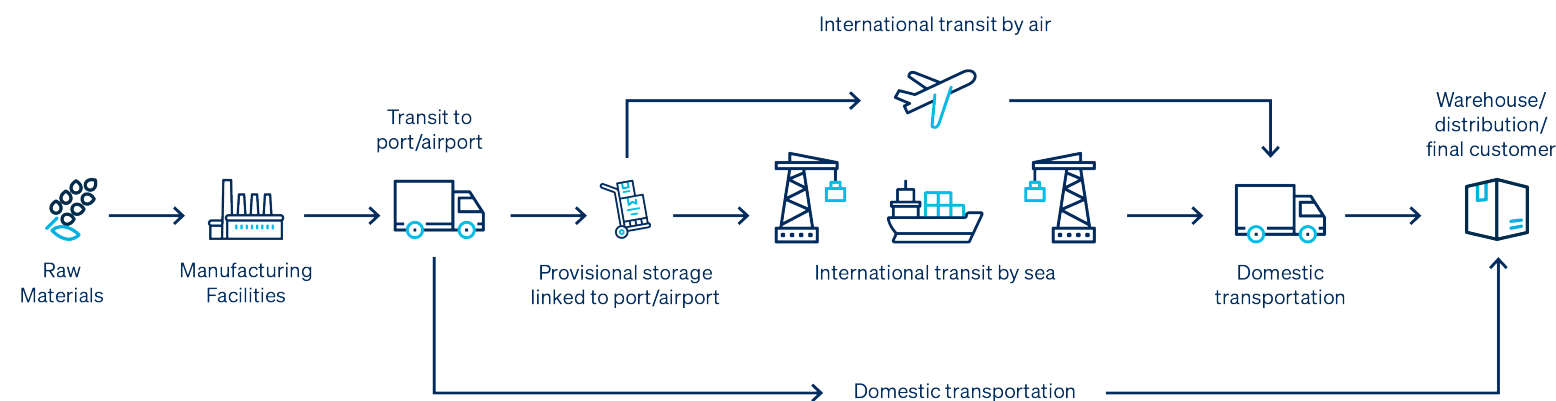 International transit by air
Transit to
port/airport
Warehouse/
distribution/
final customer
Raw
Materials
Manufacturing
Facilities
Provisional storage
linked to port/airport
International transit by sea
Domestic
transportation
Domestic transportation